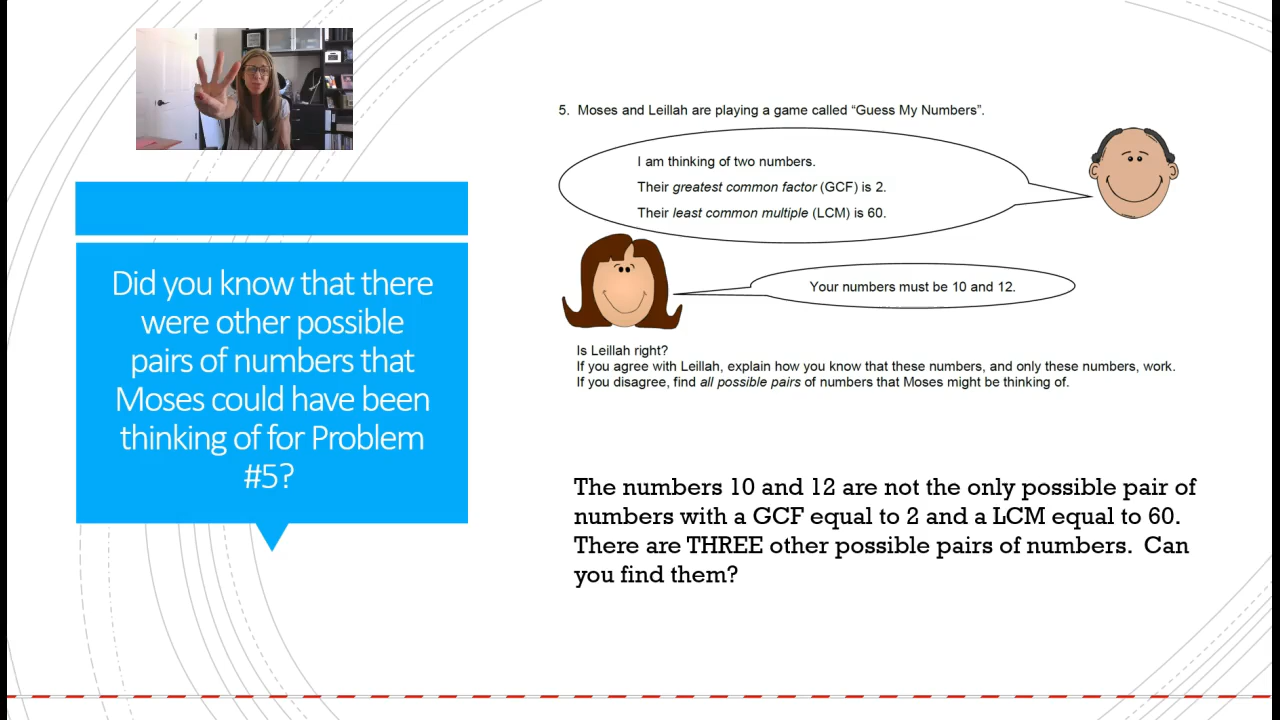 Did you know that there
were other possible
pairs of numbers that
Moses could have been
thinking of for Problem
#5?
5. Moses and Leillah are playing a game called “Guess My Numbers”.
I am thinking of two numbers.
Their greatest common factor (GCF) is 2.
Their least common multiple (LCM) is 60.
Your numbers must be 10 and 12.
Is Leillah right?
If you agree with Leillah, explain how you know that these numbers, and only these numbers, work.
If you disagree, find all possible pairs of numbers that Moses might be thinking of.
The numbers 10 and 12 are not the only possible pair of
numbers with a GCF equal to 2 and a LCM equal to 60.
There are THREE other possible pairs of numbers. Can
you find them?